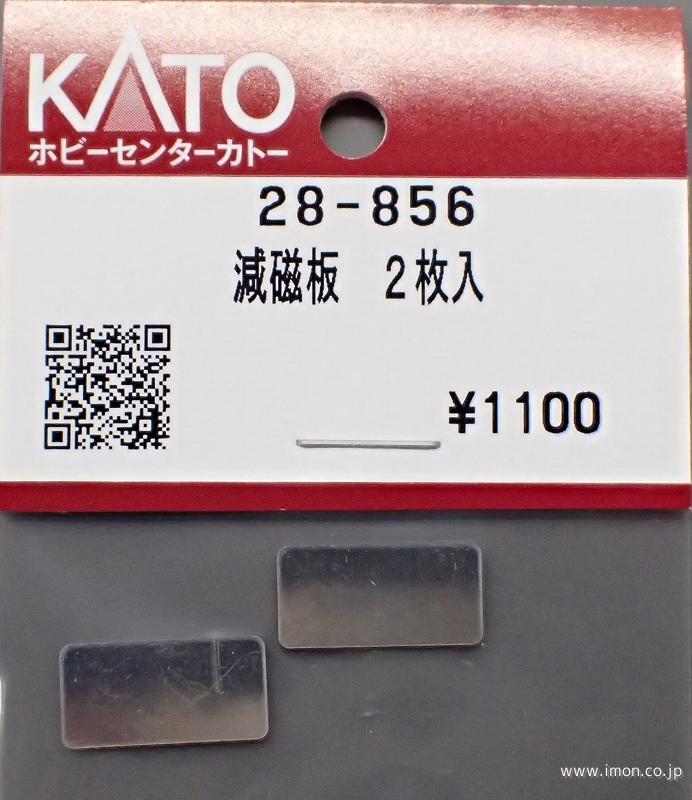 KATO
ホビーセンターカトー
28-856
減磁板　2枚入
¥1100
www.imon.co.jp